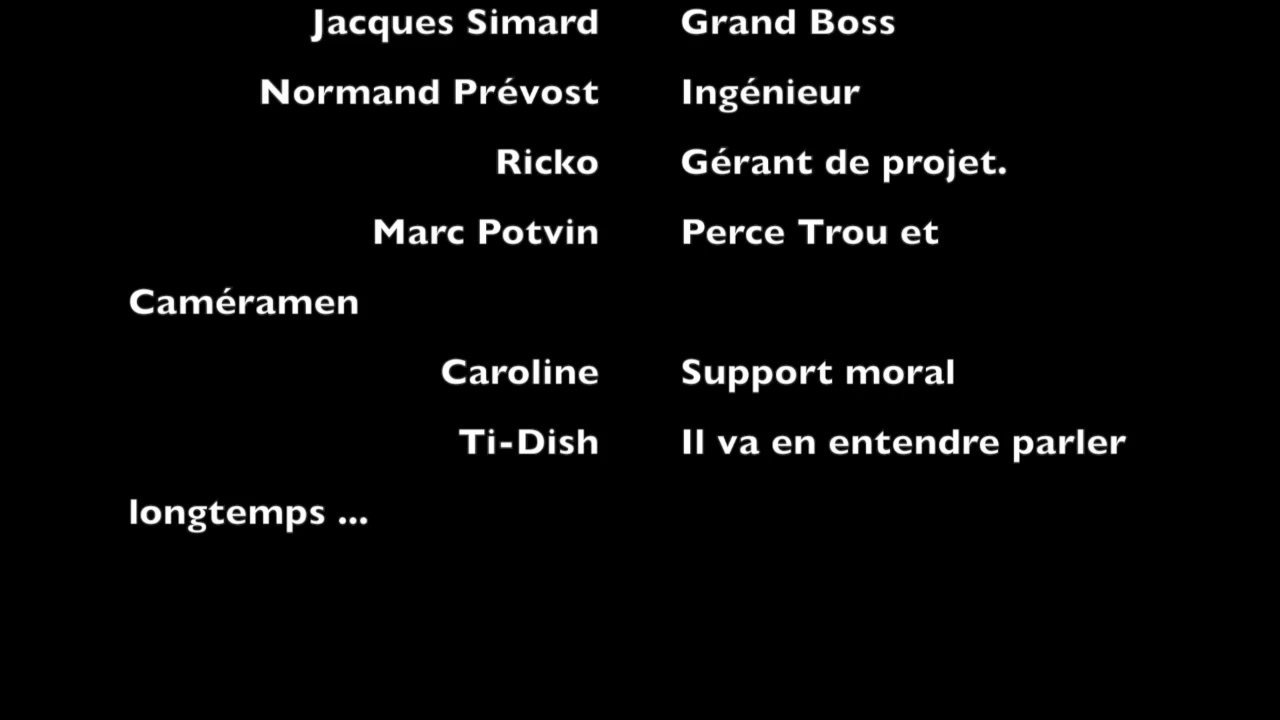 Jacques Simard Grand Boss
Normand Prévost Ingénieur
Ricko Gérant de projet.
Marc Potvin Perce Trou et
Caméramen
Caroline Support moral
Ti-Dish Il va en entendre parler
longtemps ...